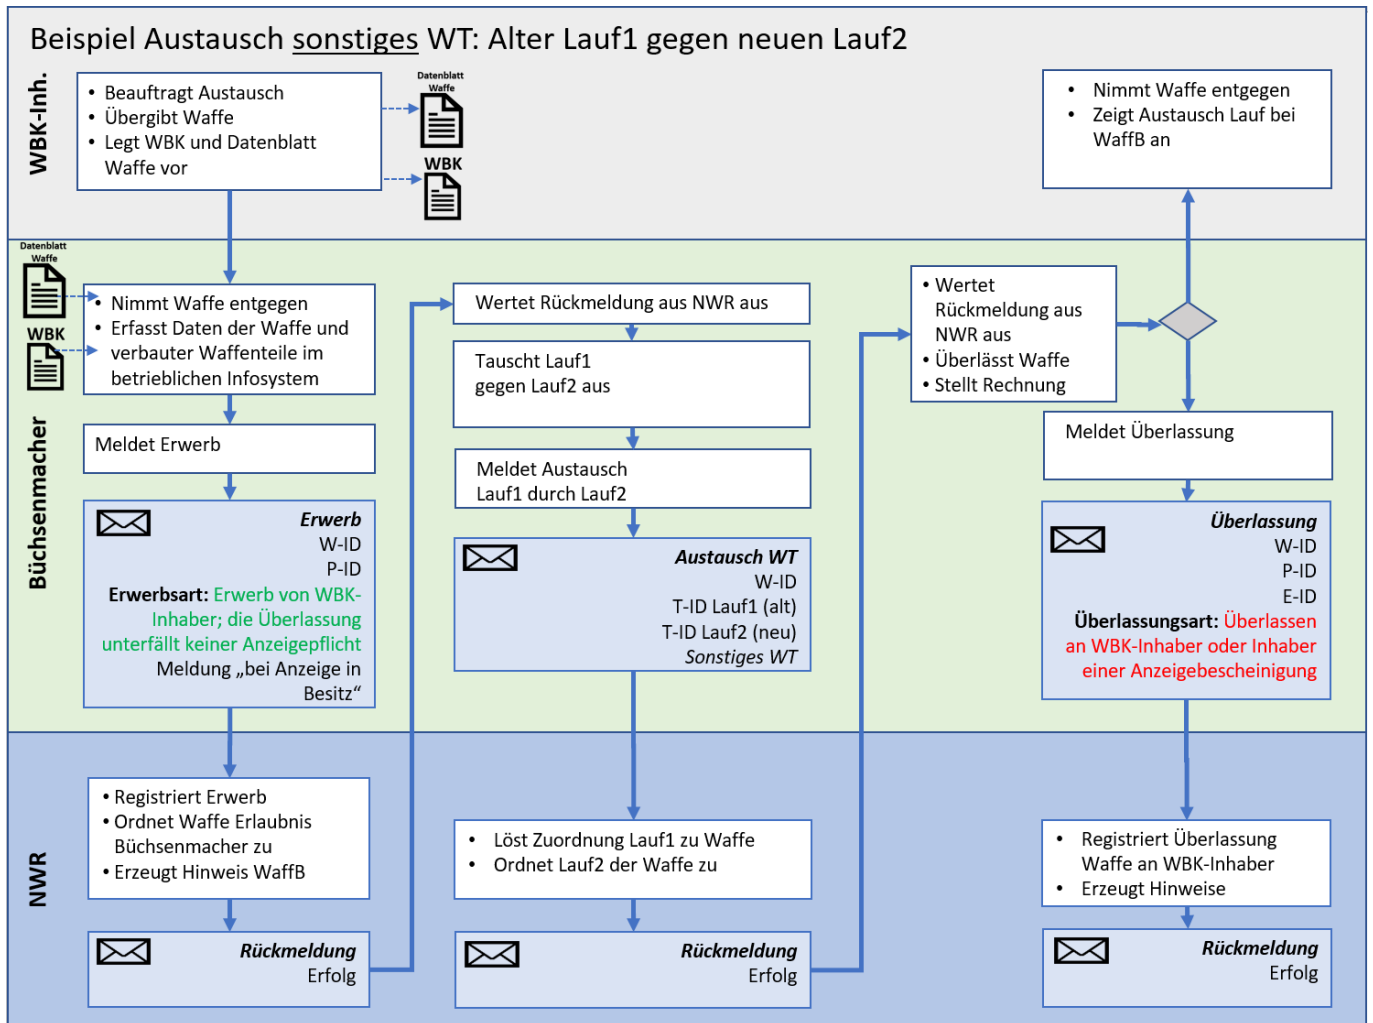 Beispiel Austausch sonstiges WT: Alter Lauf1 gegen neuen Lauf2
WBK-Inh.
• Beauftragt Austausch
• Übergibt Waffe
• Legt WBK und Datenblatt
Waffe vor
Datenblatt
Waffe
WBK
• Nimmt Waffe entgegen
• Zeigt Austausch Lauf bei
WaffB an
Büchsenmacher
Datenblatt
Waffe
WBK
• Nimmt Waffe entgegen
• Erfasst Daten der Waffe und
verbauter Waffenteile im
betrieblichen Infosystem
Meldet Erwerb
Erwerb
W-ID
P-ID
Erwerbsart: Erwerb von WBK-
Inhaber; die Überlassung
unterfällt keiner Anzeigepflicht
Meldung „bei Anzeige in
Besitz“
Wertet Rückmeldung aus NWR aus
Tauscht Lauf1
gegen Lauf2 aus
Meldet Austausch
Lauf1 durch Lauf2
Austausch WT
W-ID
T-ID Lauf1 (alt)
T-ID Lauf2 (neu)
Sonstiges WT
• Wertet
Rückmeldung aus
NWR aus
• Überlässt Waffe
• Stellt Rechnung
Meldet Überlassung
Überlassung
W-ID
P-ID
E-ID
Überlassungsart: Überlassen
an WBK-Inhaber oder Inhaber
einer Anzeigebescheinigung
NWR
• Registriert Erwerb
• Ordnet Waffe Erlaubnis
Büchsenmacher zu
• Erzeugt Hinweis WaffB
Rückmeldung
Erfolg
• Löst Zuordnung Lauf1 zu Waffe
• Ordnet Lauf2 der Waffe zu
Rückmeldung
Erfolg
• Registriert Überlassung
Waffe an WBK-Inhaber
• Erzeugt Hinweise
Rückmeldung
Erfolg